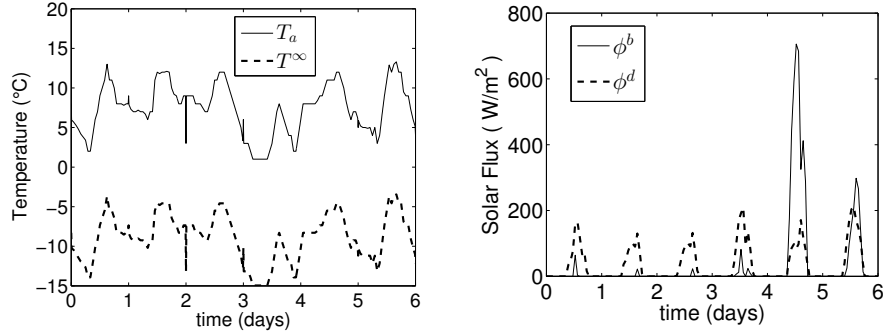 20
15
10
5
0
−5
−10
−15
0 1 2 3 4 5 6
time (days)
Temperature (°C)
T_a
T^∞
800
600
400
200
0
0 1 2 3 4 5 6
time (days)
Solar Flux ( W/m²)
ϕ^b
ϕ^d